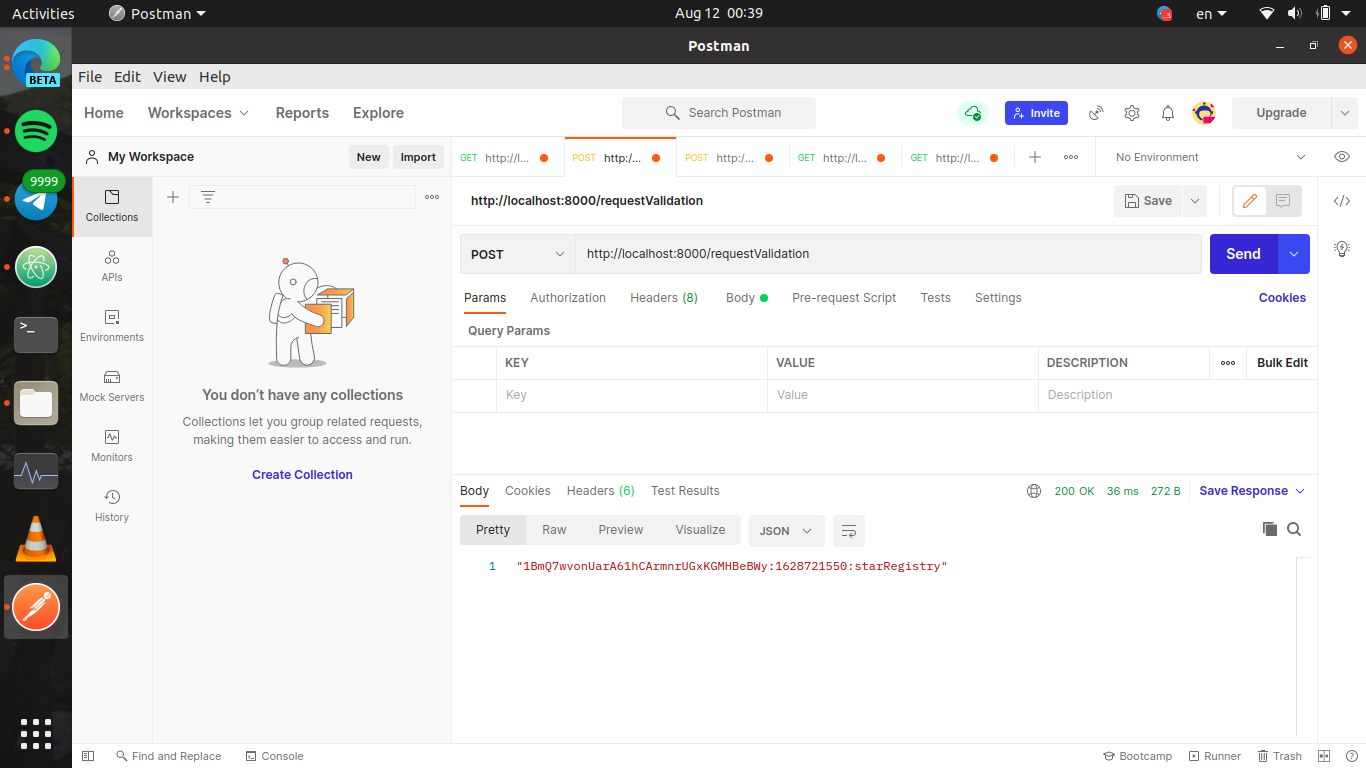 Activities Postman Aug 12 00:39 3 en
Postman
BETA
9999
>_
File Edit View Help
Home Workspaces Reports Explore Search Postman Invite Upgrade
My Workspace New Import
GET http://l... POST http:/... POST http:/... GET http://l... GET http://l... No Environment
Collections
APIs
Environments
Mock Servers
Monitors
History
You don't have any collections
Collections let you group related requests,
making them easier to access and run.
Create Collection
http://localhost:8000/requestValidation Save
POST http://localhost:8000/requestValidation Send
Params Authorization Headers (8) Body Pre-request Script Tests Settings Cookies
Query Params
KEY VALUE DESCRIPTION Bulk Edit
Key Value Description
Body Cookies Headers (6) Test Results 200 OK 36 ms 272 B Save Response
Pretty Raw Preview Visualize JSON
1 "1BmQ7wvonUarA61hCArmnrUGxKGMHBeBWy:1628721550:starRegistry"
Find and Replace Console Bootcamp Runner Trash